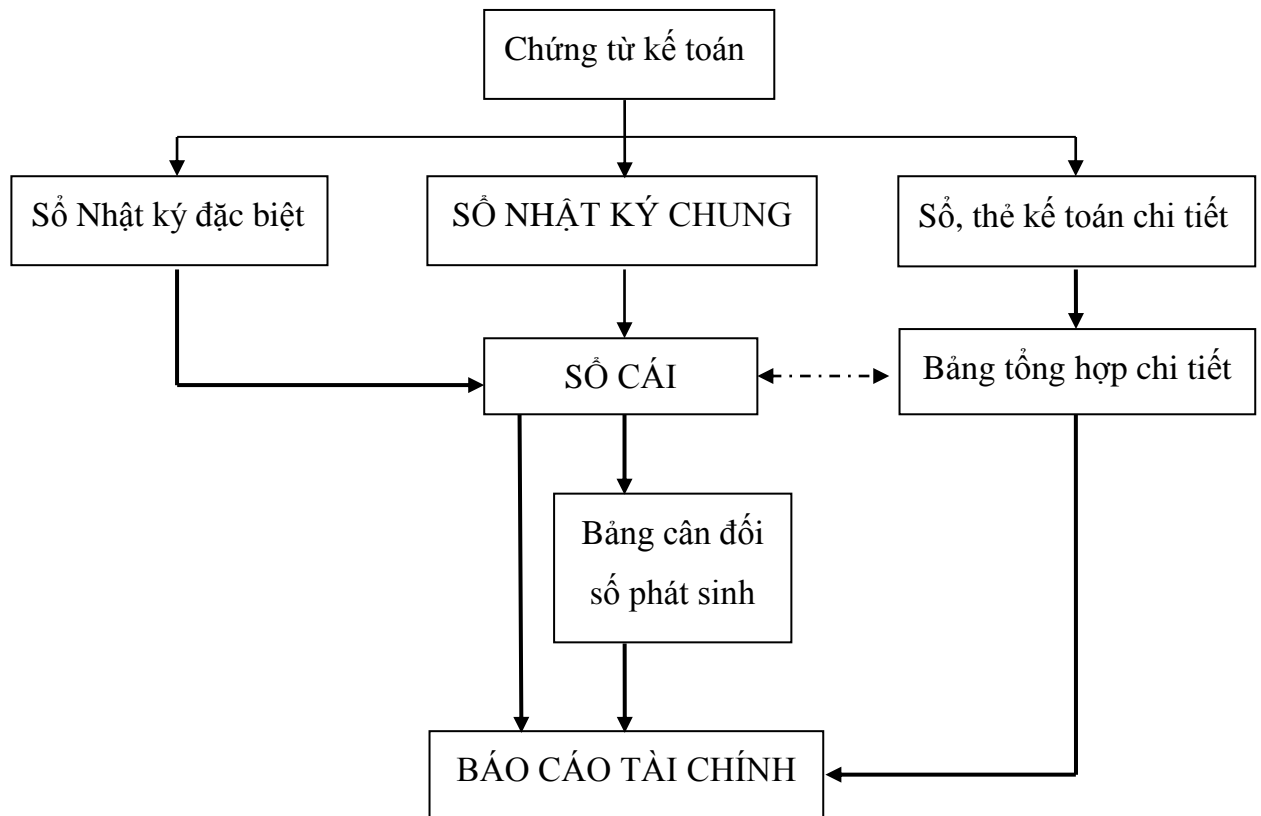 Chứng từ kế toán
Sổ Nhật ký đặc biệt
SỔ NHẬT KÝ CHUNG
Sổ, thẻ kế toán chi tiết
SỔ CÁI
Bảng tổng hợp chi tiết
Bảng cân đối
số phát sinh
BÁO CÁO TÀI CHÍNH